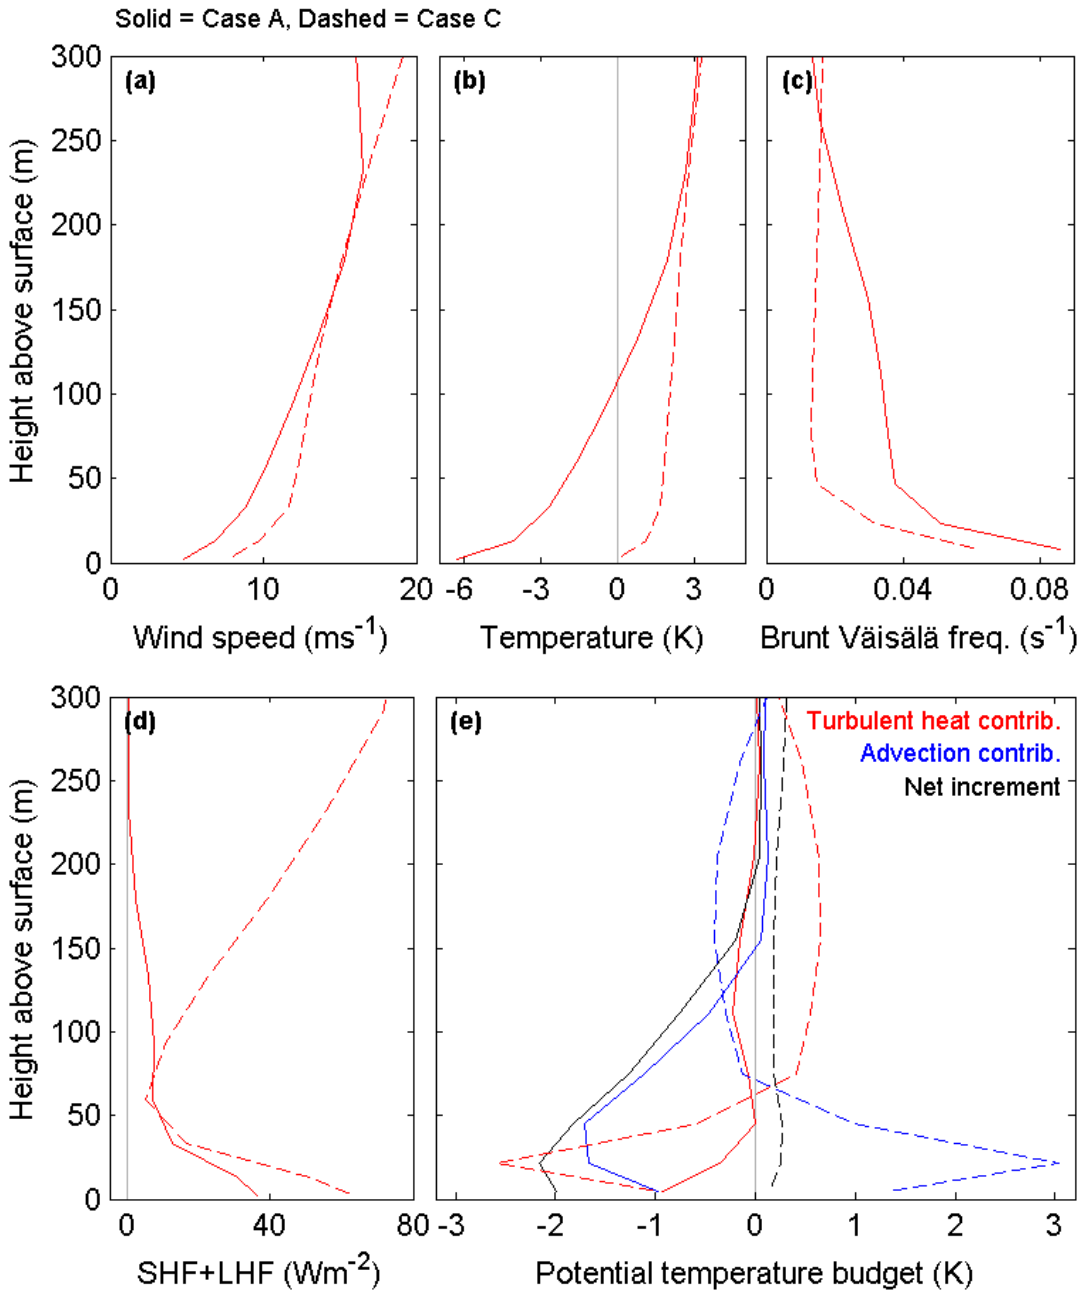 Solid = Case A, Dashed = Case C
(a)
(b)
(c)
300
250
200
150
100
50
0
Height above surface (m)
0 10 20
-6 -3 0 3
0 0.04 0.08
Wind speed (ms⁻¹)
Temperature (K)
Brunt Väisälä freq. (s⁻¹)
(d)
(e)
Turbulent heat contrib.
Advection contrib.
Net increment
300
250
200
150
100
50
0
Height above surface (m)
0 40 80
-3 -2 -1 0 1 2 3
SHF+LHF (Wm⁻²)
Potential temperature budget (K)